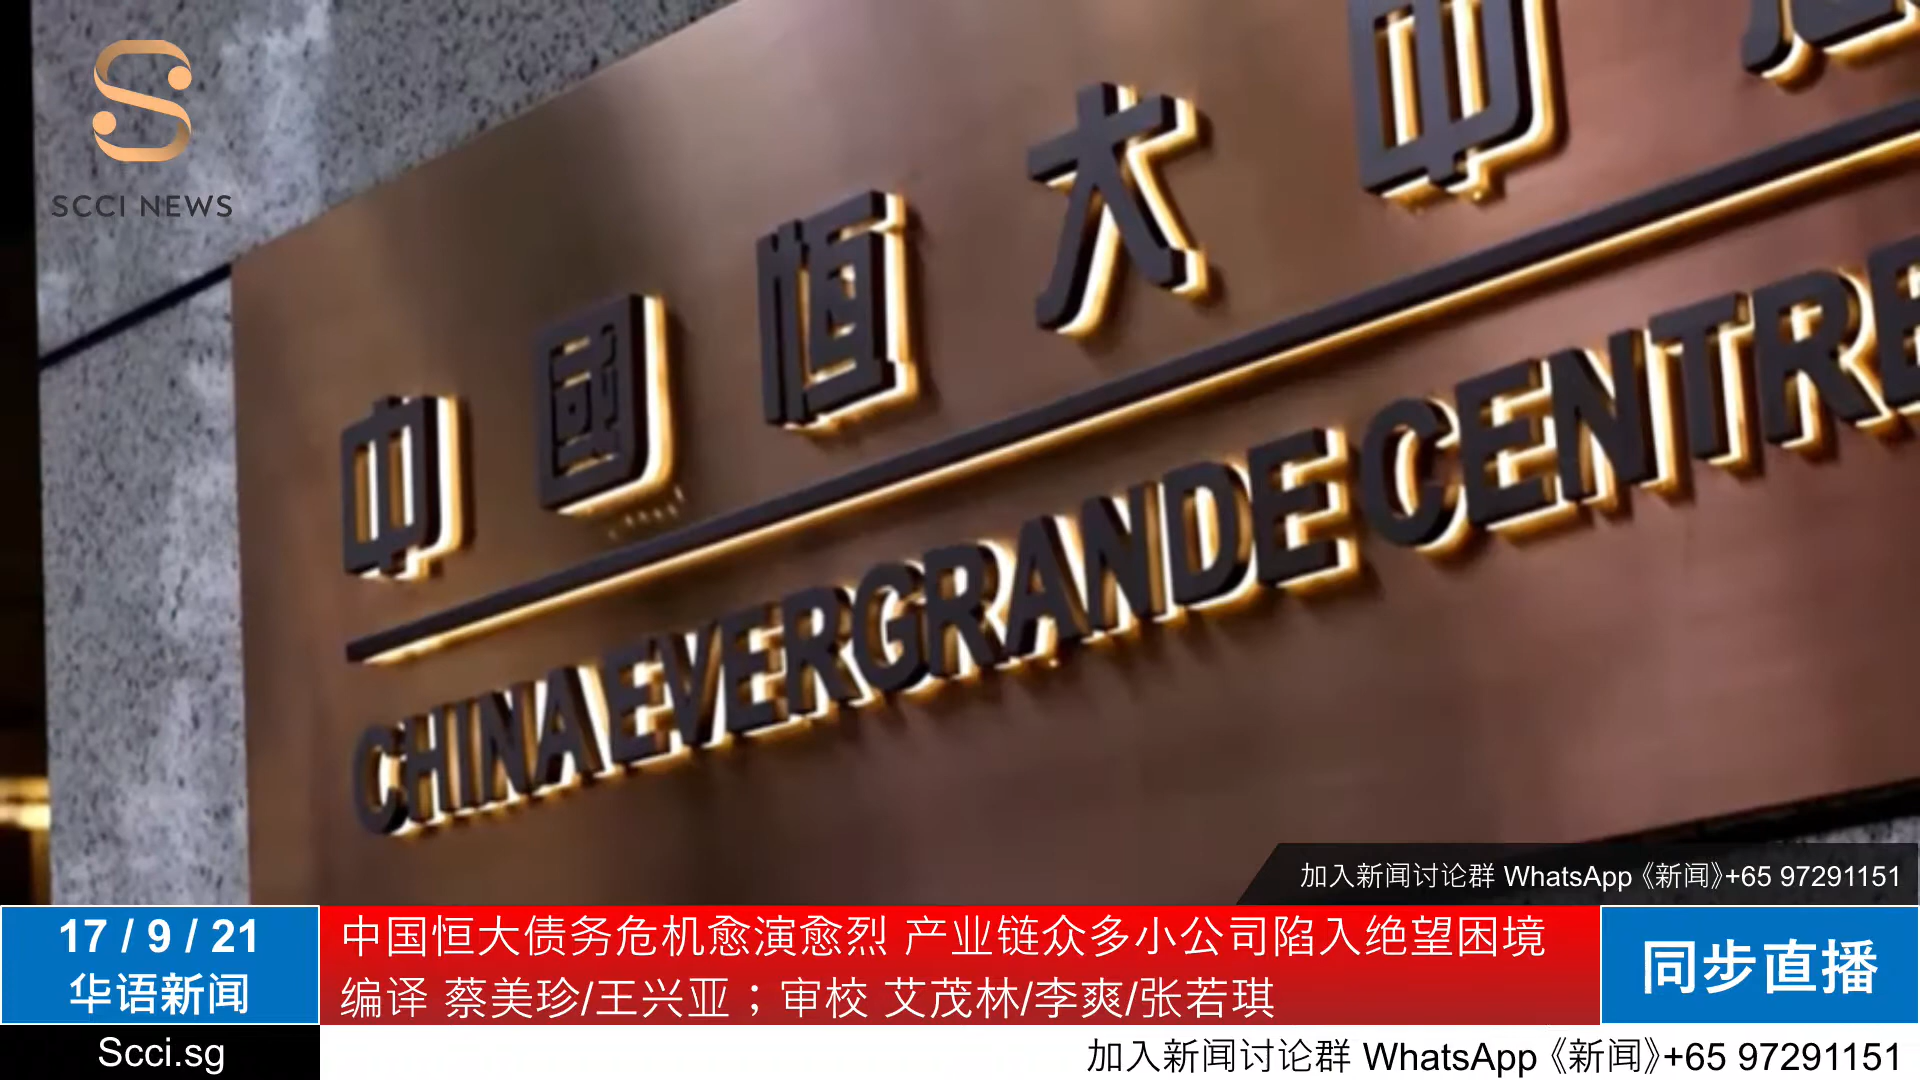 SCCI NEWS
中國恒大中心
CHINA EVERGRANDE CENTRE
加入新闻讨论群 WhatsApp《新闻》+65 97291151
17 / 9 / 21
华语新闻
中国恒大债务危机愈演愈烈 产业链众多小公司陷入绝望困境
编译 蔡美珍/王兴亚；审校 艾茂林/李爽/张若琪
同步直播
Scci.sg
加入新闻讨论群 WhatsApp《新闻》+65 97291151